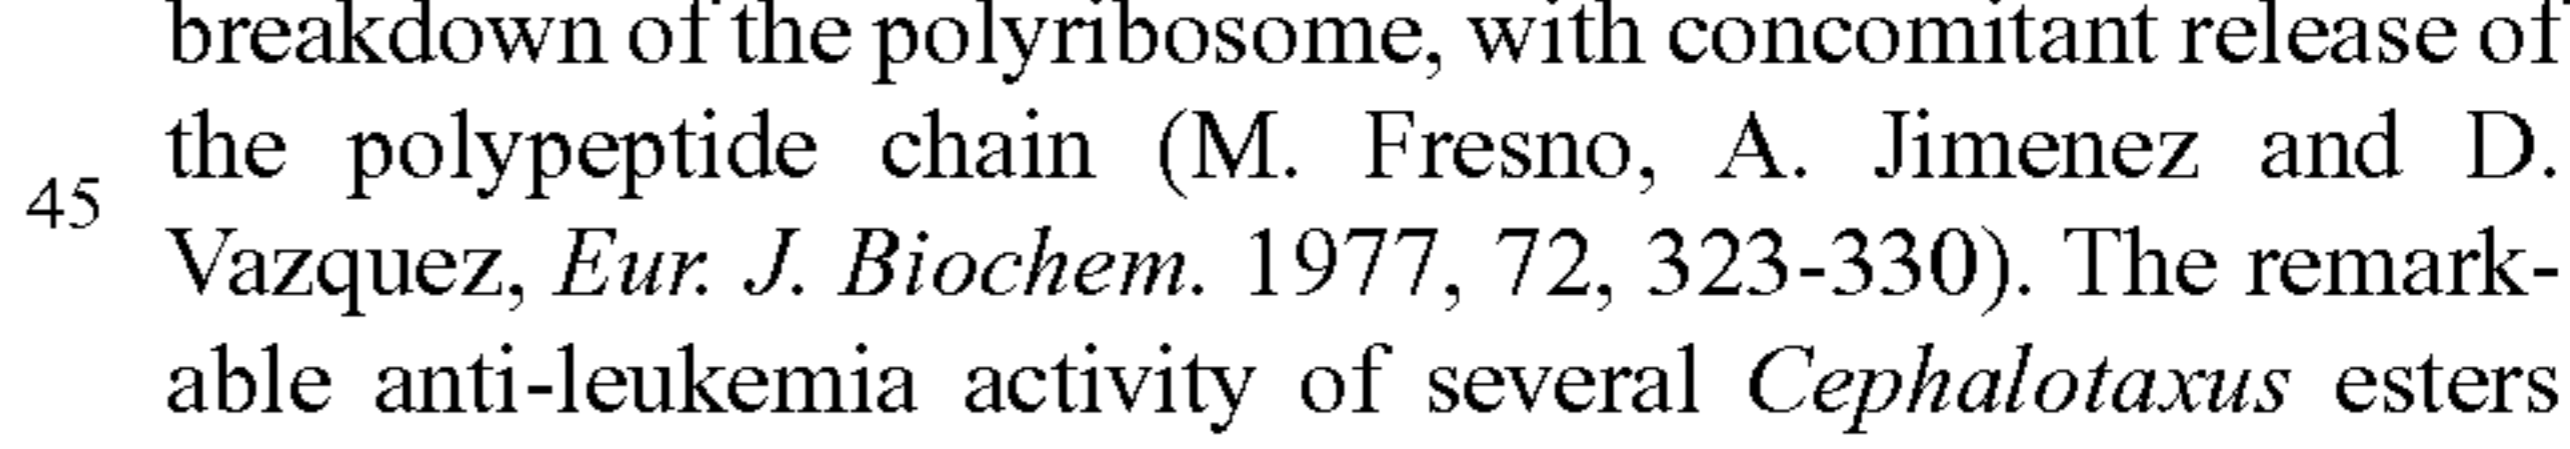 breakdown of the polyribosome, with concomitant release of
the polypeptide chain (M. Fresno, A. Jimenez and D.
45
Vazquez, Eur. J. Biochem. 1977, 72, 323-330). The remark-
able anti-leukemia activity of several Cephalotaxus esters